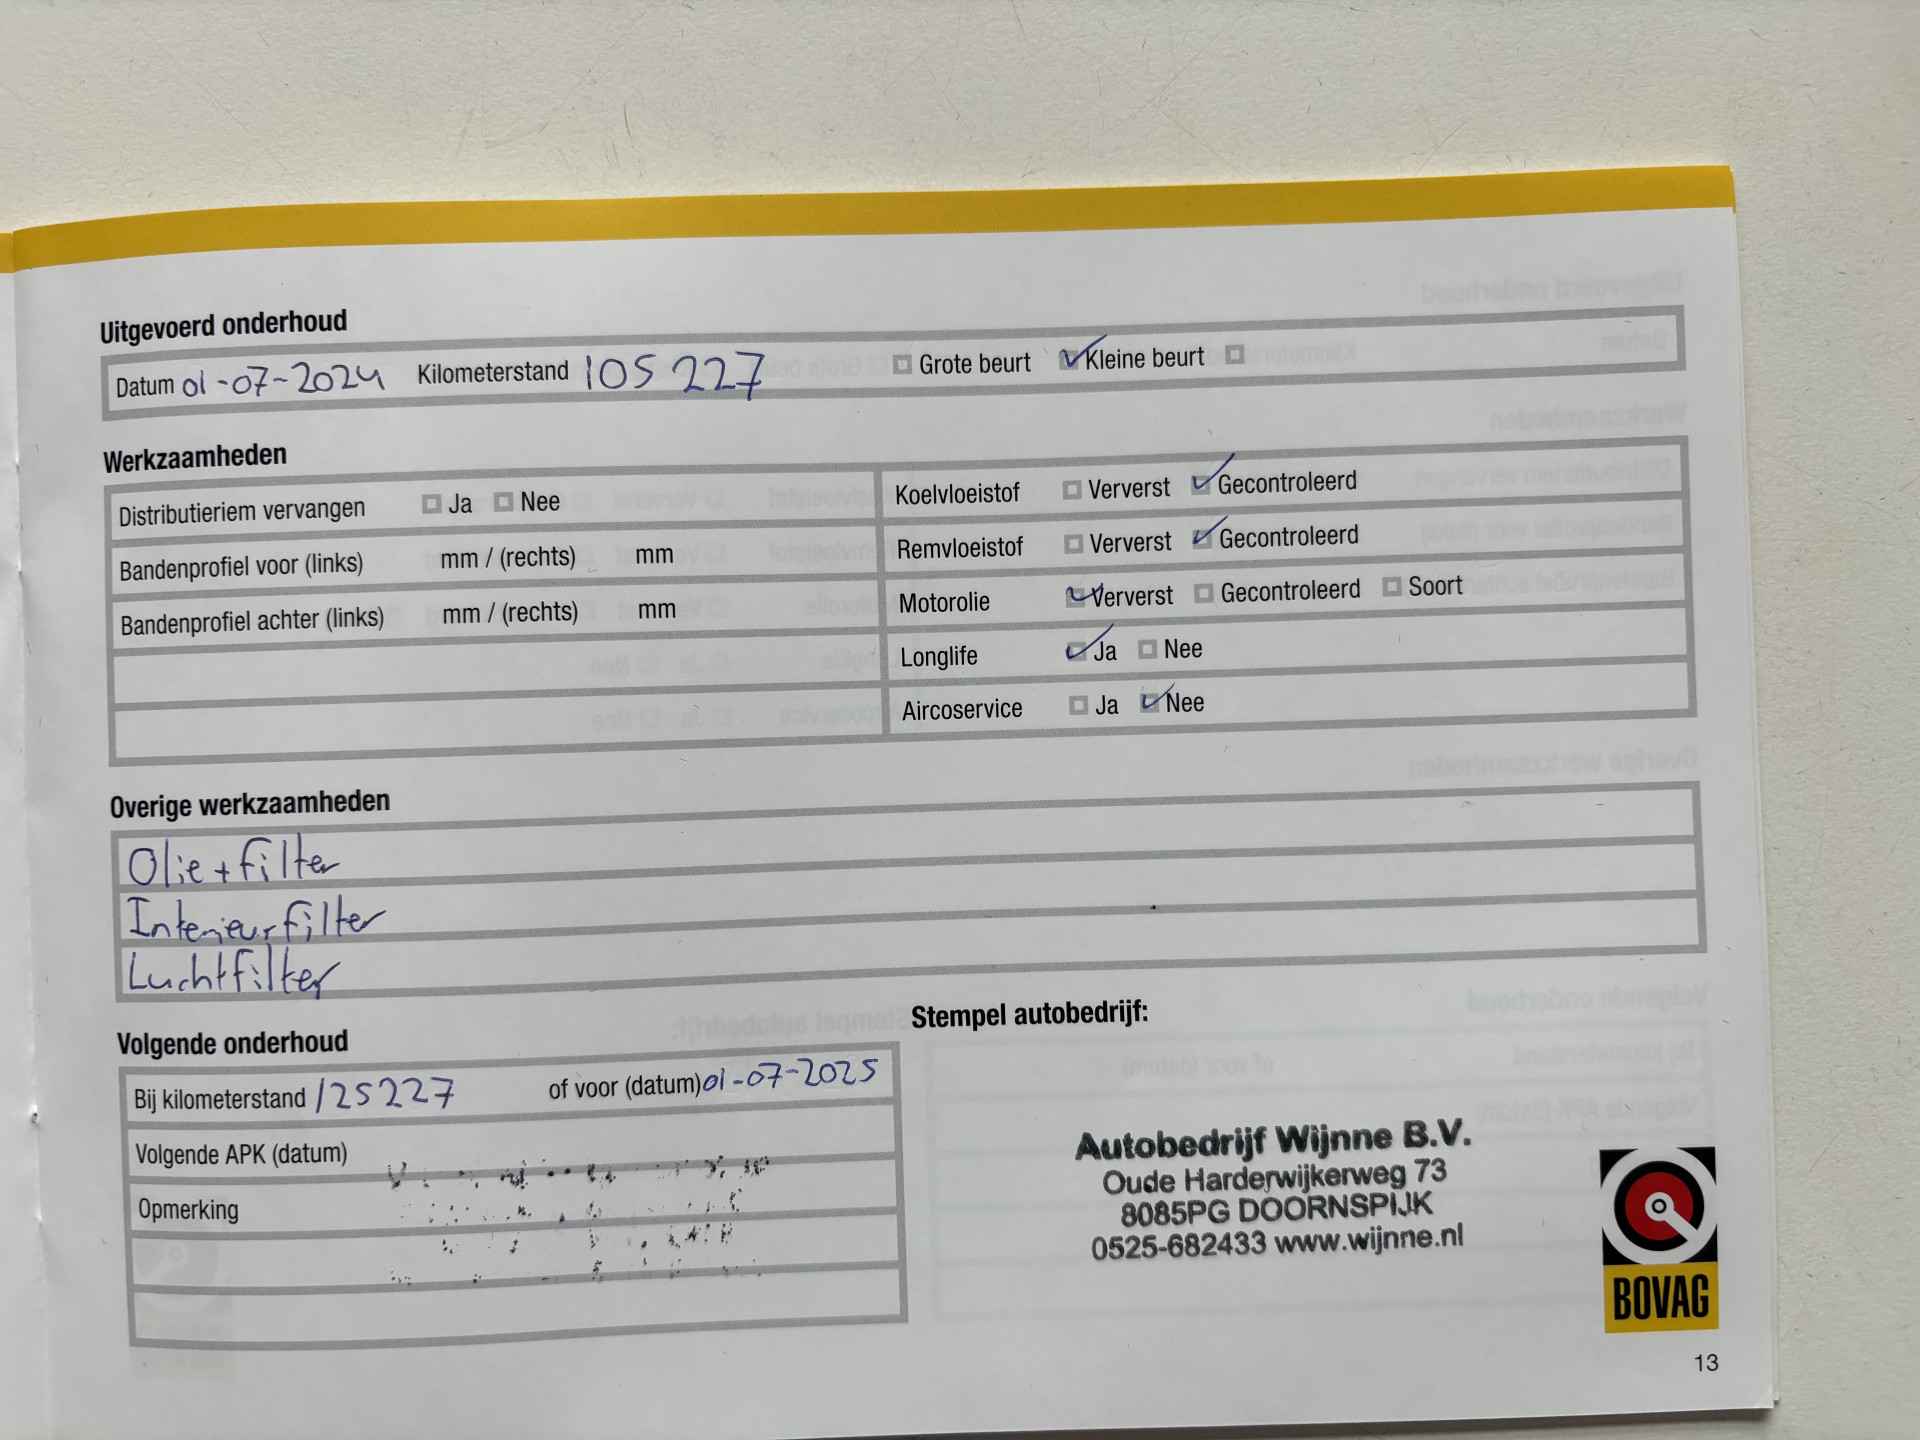 Uitgevoerd onderhoud
Datum 01-07-2024 Kilometerstand 105 227 Grote beurt Kleine beurt
Werkzaamheden
Distributieriem vervangen Ja Nee
Bandenprofiel voor (links) mm / (rechts) mm
Bandenprofiel achter (links) mm / (rechts) mm
Koelvloeistof Ververst Gecontroleerd
Remvloeistof Ververst Gecontroleerd
Motorolie Ververst Gecontroleerd Soort
Longlife Ja Nee
Aircoservice Ja Nee
Overige werkzaamheden
Olie + filter
Interieurfilter
Luchtfilter
Volgende onderhoud
Bij kilometerstand 125227 of voor (datum) 01-07-2025
Volgende APK (datum)
Opmerking
Stempel autobedrijf:
Autobedrijf Wijnne B.V.
Oude Harderwijkerweg 73
8085PG DOORNSPIJK
0525-682433 www.wijnne.nl
BOVAG
13